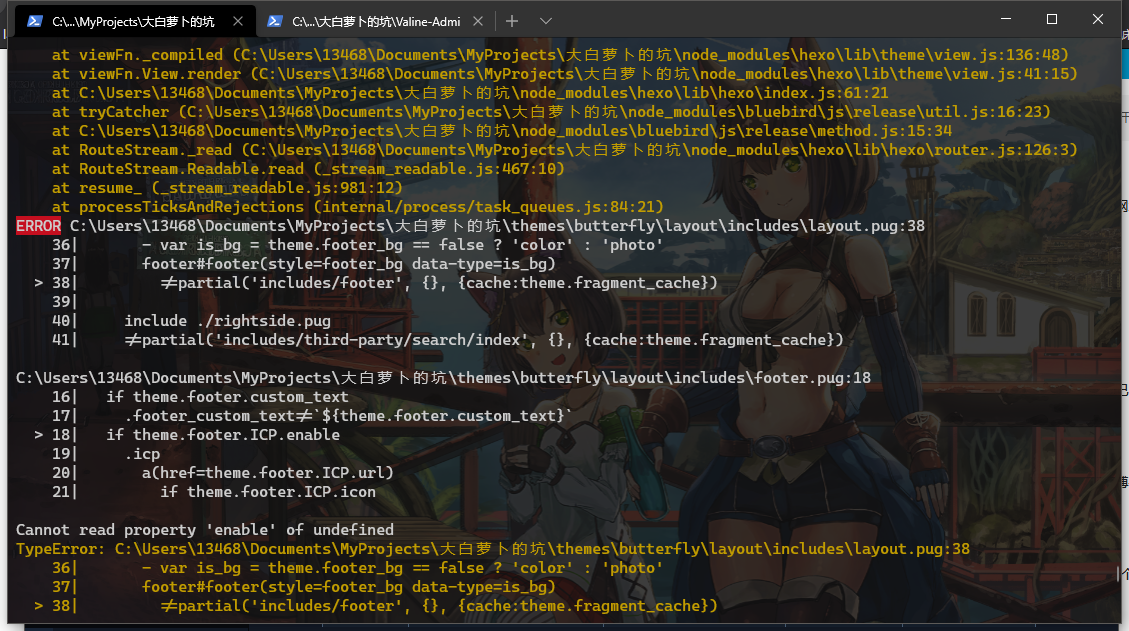 C:\...\MyProjects\大白萝卜的坑
C:\...\大白萝卜的坑\Valine-Admi
at viewFn._compiled (C:\Users\13468\Documents\MyProjects\大白萝卜的坑\node_modules\hexo\lib\theme\view.js:136:48)
at viewFn.View.render (C:\Users\13468\Documents\MyProjects\大白萝卜的坑\node_modules\hexo\lib\theme\view.js:41:15)
at C:\Users\13468\Documents\MyProjects\大白萝卜的坑\node_modules\hexo\lib\hexo\index.js:61:21
at tryCatcher (C:\Users\13468\Documents\MyProjects\大白萝卜的坑\node_modules\bluebird\js\release\util.js:16:23)
at C:\Users\13468\Documents\MyProjects\大白萝卜的坑\node_modules\bluebird\js\release\method.js:15:34
at RouteStream._read (C:\Users\13468\Documents\MyProjects\大白萝卜的坑\node_modules\hexo\lib\hexo\router.js:126:3)
at RouteStream.Readable.read (_stream_readable.js:467:10)
at resume_ (_stream_readable.js:981:12)
at processTicksAndRejections (internal/process/task_queues.js:84:21)
ERROR C:\Users\13468\Documents\MyProjects\大白萝卜的坑\themes\butterfly\layout\includes\layout.pug:38
36| - var is_bg = theme.footer_bg == false ? 'color' : 'photo'
37| footer#footer(style=footer_bg data-type=is_bg)
> 38| !=partial('includes/footer', {}, {cache:theme.fragment_cache})
39|
40| include ./rightside.pug
41| !=partial('includes/third-party/search/index', {}, {cache:theme.fragment_cache})
C:\Users\13468\Documents\MyProjects\大白萝卜的坑\themes\butterfly\layout\includes\footer.pug:18
16| if theme.footer.custom_text
17| .footer_custom_text!=`${theme.footer.custom_text}`
> 18| if theme.footer.ICP.enable
19| .icp
20| a(href=theme.footer.ICP.url)
21| if theme.footer.ICP.icon
Cannot read property 'enable' of undefined
TypeError: C:\Users\13468\Documents\MyProjects\大白萝卜的坑\themes\butterfly\layout\includes\layout.pug:38
36| - var is_bg = theme.footer_bg == false ? 'color' : 'photo'
37| footer#footer(style=footer_bg data-type=is_bg)
> 38| !=partial('includes/footer', {}, {cache:theme.fragment_cache})